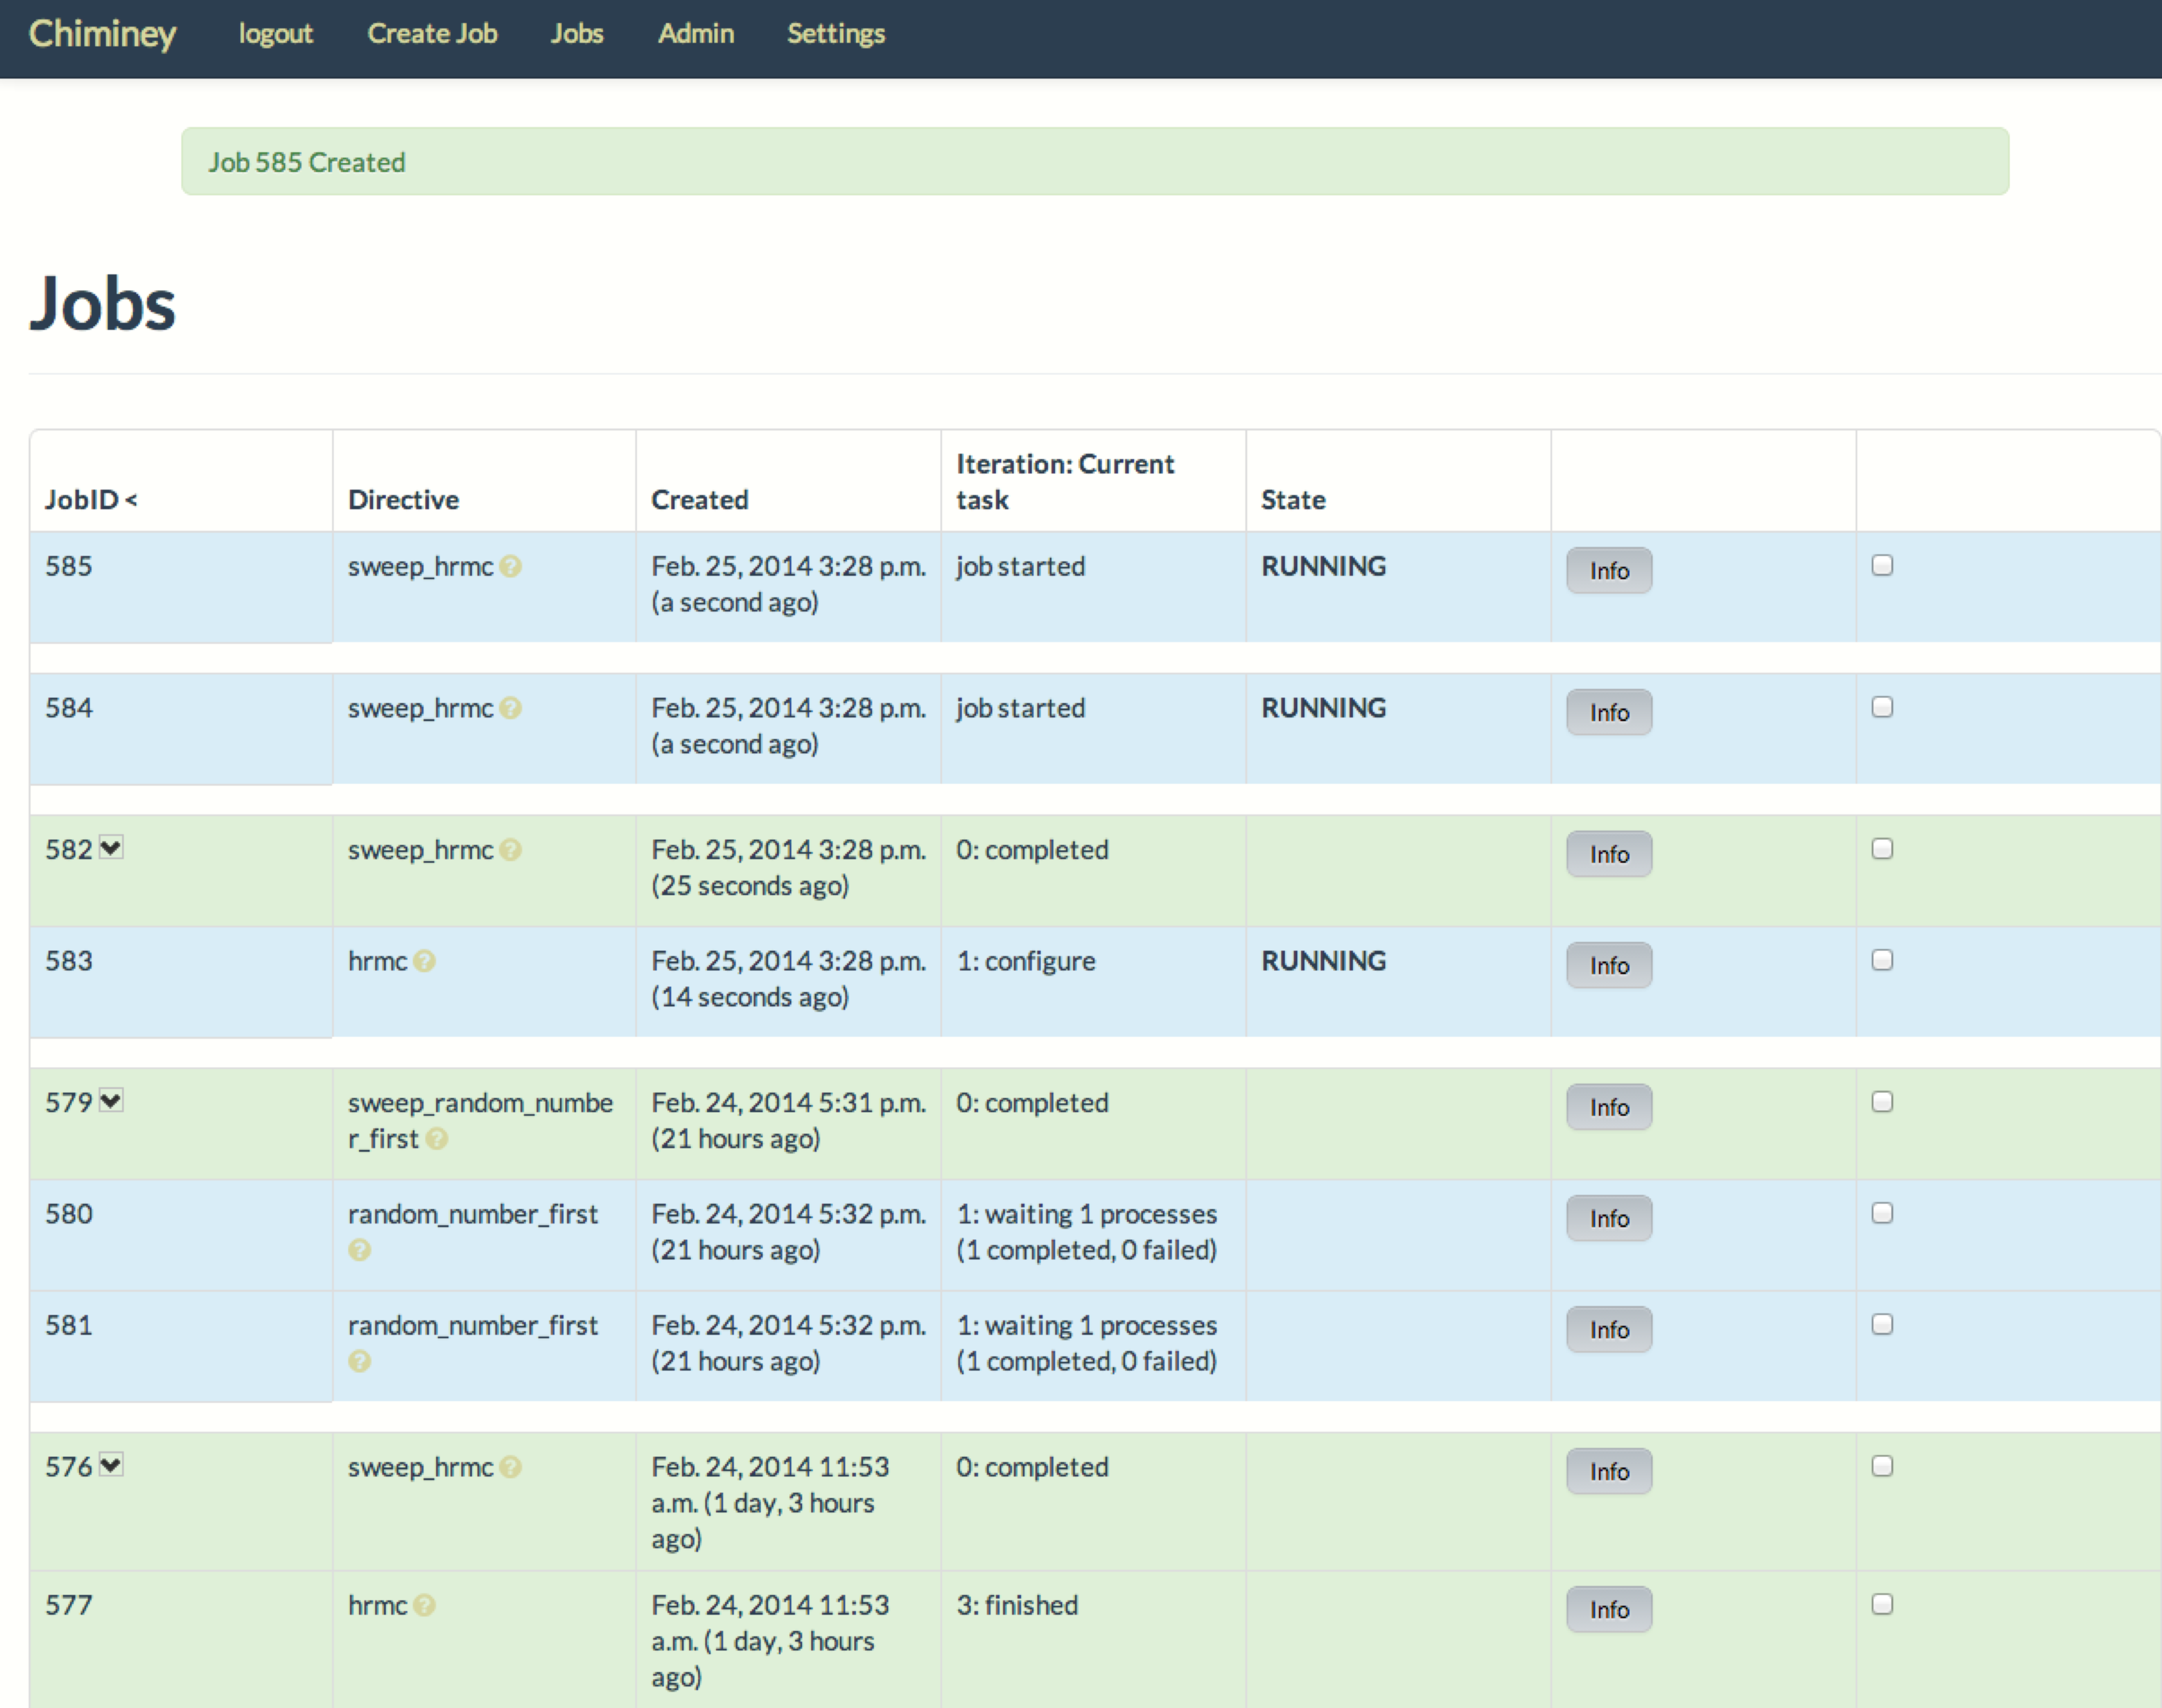 Chiminey logout Create Job Jobs Admin Settings
Job 585 Created
Jobs
JobID < Directive Created Iteration: Current task State
585 sweep_hrmc ? Feb. 25, 2014 3:28 p.m. job started RUNNING Info
(a second ago)
584 sweep_hrmc ? Feb. 25, 2014 3:28 p.m. job started RUNNING Info
(a second ago)
582 sweep_hrmc ? Feb. 25, 2014 3:28 p.m. 0: completed Info
(25 seconds ago)
583 hrmc ? Feb. 25, 2014 3:28 p.m. 1: configure RUNNING Info
(14 seconds ago)
579 sweep_random_numbe Feb. 24, 2014 5:31 p.m. 0: completed Info
r_first ? (21 hours ago)
580 random_number_first Feb. 24, 2014 5:32 p.m. 1: waiting 1 processes Info
? (21 hours ago) (1 completed, 0 failed)
581 random_number_first Feb. 24, 2014 5:32 p.m. 1: waiting 1 processes Info
? (21 hours ago) (1 completed, 0 failed)
576 sweep_hrmc ? Feb. 24, 2014 11:53 0: completed Info
a.m. (1 day, 3 hours
ago)
577 hrmc ? Feb. 24, 2014 11:53 3: finished Info
a.m. (1 day, 3 hours
ago)